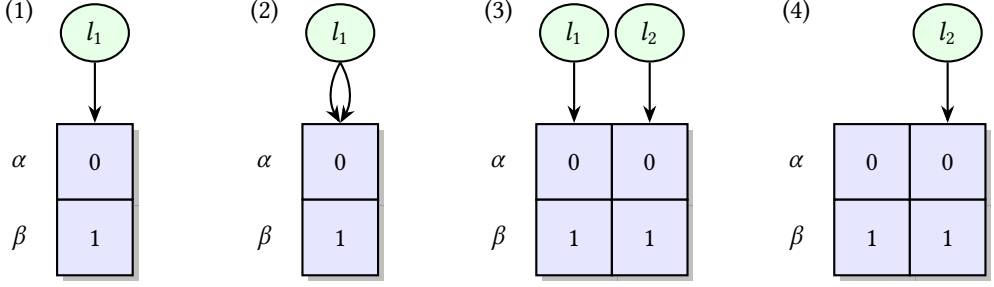 (1) (2) (3) (4)
l₁ l₁ l₁ l₂ l₂
α 0 α 0 α 0 0 α 0 0
β 1 β 1 β 1 1 β 1 1